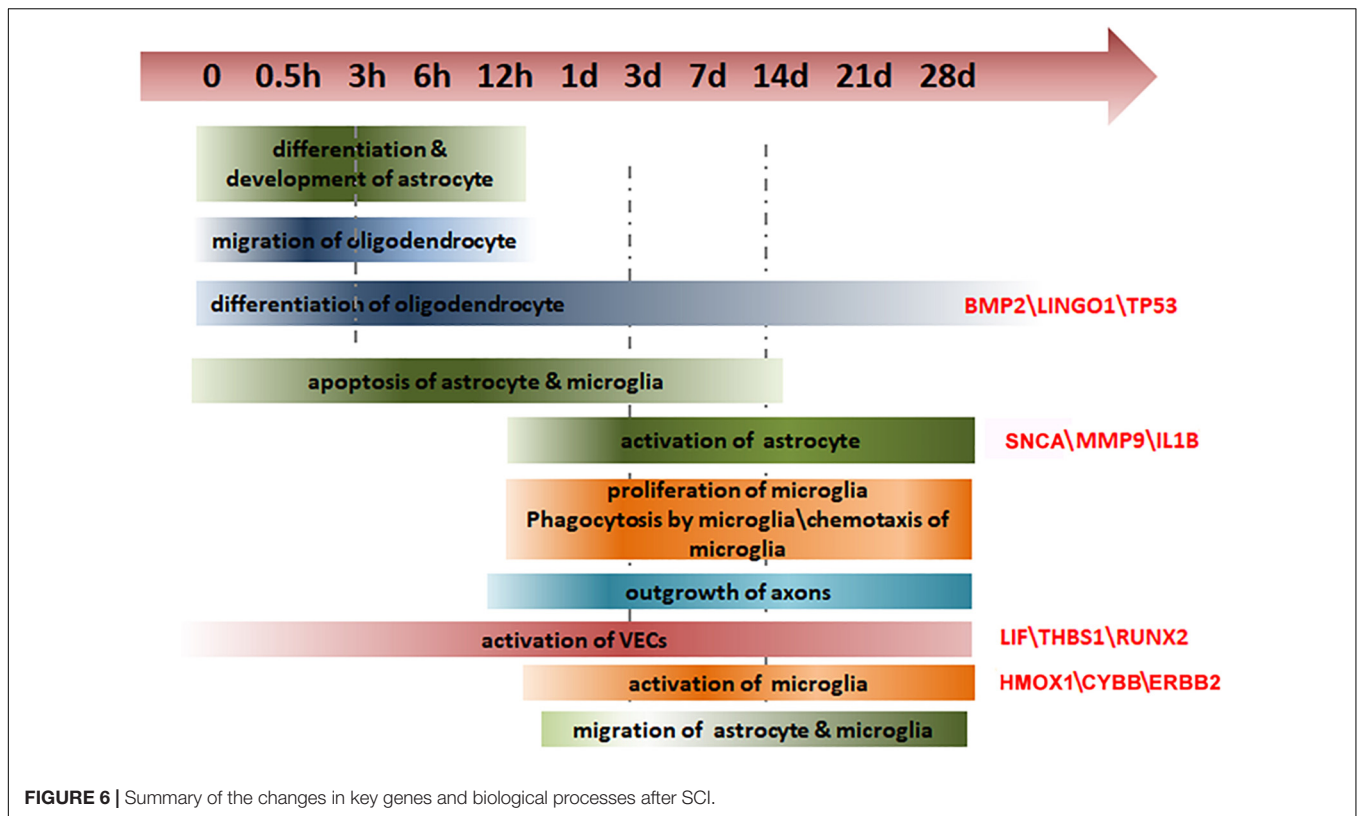 0 0.5h 3h 6h 12h 1d 3d 7d 14d 21d 28d
differentiation &
development of astrocyte
migration of oligodendrocyte
differentiation of oligodendrocyte
BMP2\LINGO1\TP53
apoptosis of astrocyte & microglia
activation of astrocyte
SNCA\MMP9\IL1B
proliferation of microglia
Phagocytosis by microglia\chemotaxis of
microglia
outgrowth of axons
activation of VECs
LIF\THBS1\RUNX2
activation of microglia
HMOX1\CYBB\ERBB2
migration of astrocyte & microglia
FIGURE 6 | Summary of the changes in key genes and biological processes after SCI.